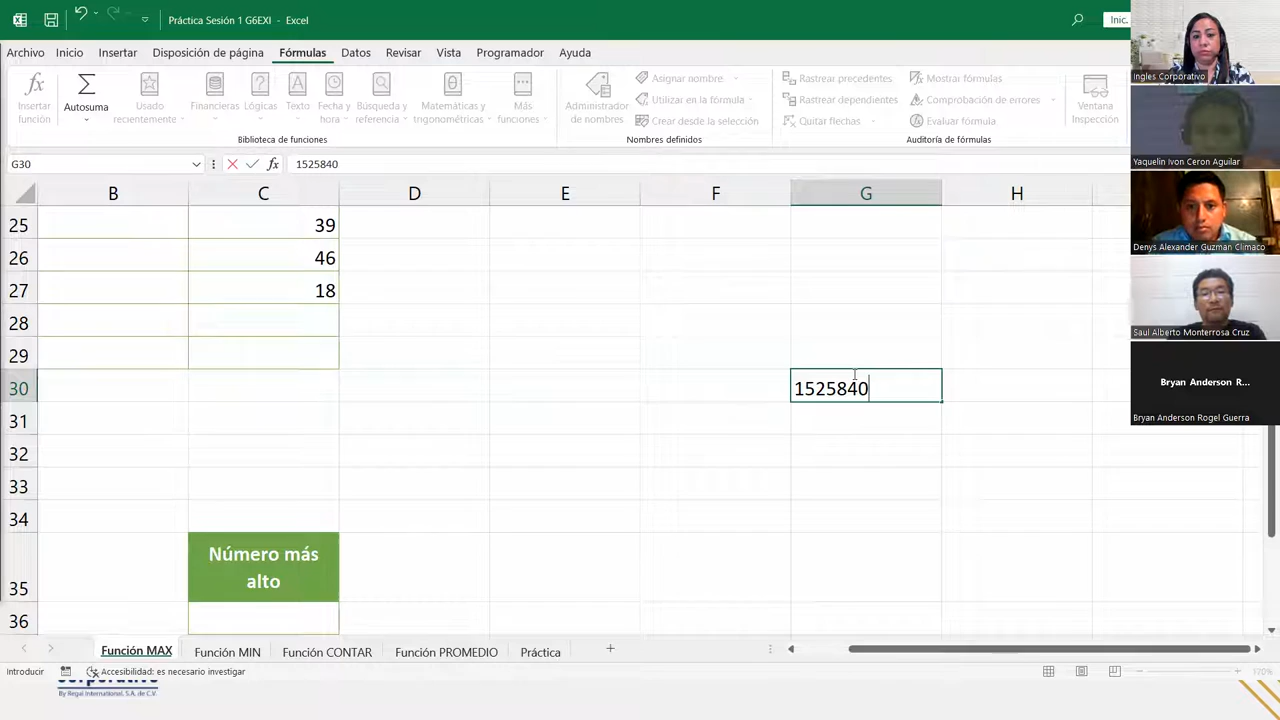 Práctica Sesión 1 G6EXI - Excel
Inic.
Archivo Inicio Insertar Disposición de página Fórmulas Datos Revisar Ayuda
Insertar función
Autosuma
Usado recientemente
Financieras
Lógicas
Texto
Fecha y hora
Búsqueda y referencia
Matemáticas y trigonométricas
Más funciones
Biblioteca de funciones
Administrador de nombres
Asignar nombre
Utilizar en la fórmula
Crear desde la selección
Nombres definidos
Rastrear precedentes
Rastrear dependientes
Quitar flechas
Mostrar fórmulas
Comprobación de errores
Evaluar fórmula
Auditoría de fórmulas
Ventana Inspección
G30 fx 1525840
B C D E F G H
25 39
26 46
27 18
28
29
30 1525840
31
32
33
34
35 Número más alto
36
Función MAX Función MIN Función CONTAR Función PROMEDIO Práctica
Introducir Accesibilidad: es necesario investigar 170%
By Regal International, S.A. de C.V.
Ingles Corporativo
Yaquelin Ivon Ceron Aguilar
Denys Alexander Guzman Climaco
Saul Alberto Monterrosa Cruz
Bryan Anderson R...
Bryan Anderson Rogel Guerra